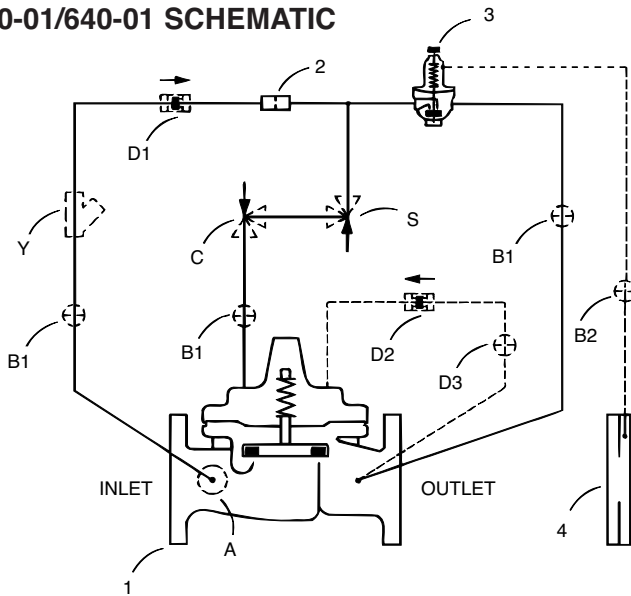 0-01/640-01 SCHEMATIC
3
2
D1
Y
C
S
B1
B1
B1
D2
D3
B2
INLET
OUTLET
A
1
4